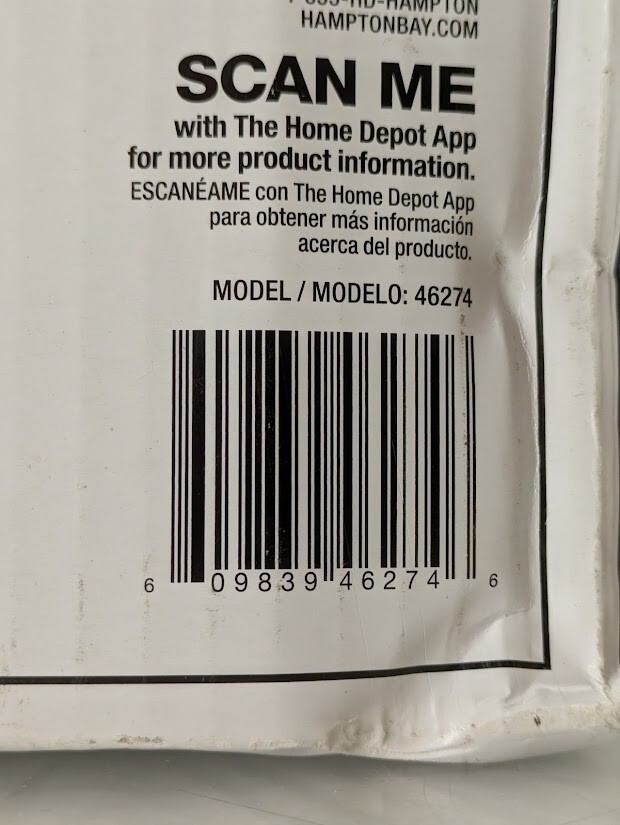 HAMPTONBAY.COM
SCAN ME
with The Home Depot App
for more product information.
ESCANÉAME con The Home Depot App
para obtener más información
acerca del producto.
MODEL / MODELO: 46274
6 09839 46274 6